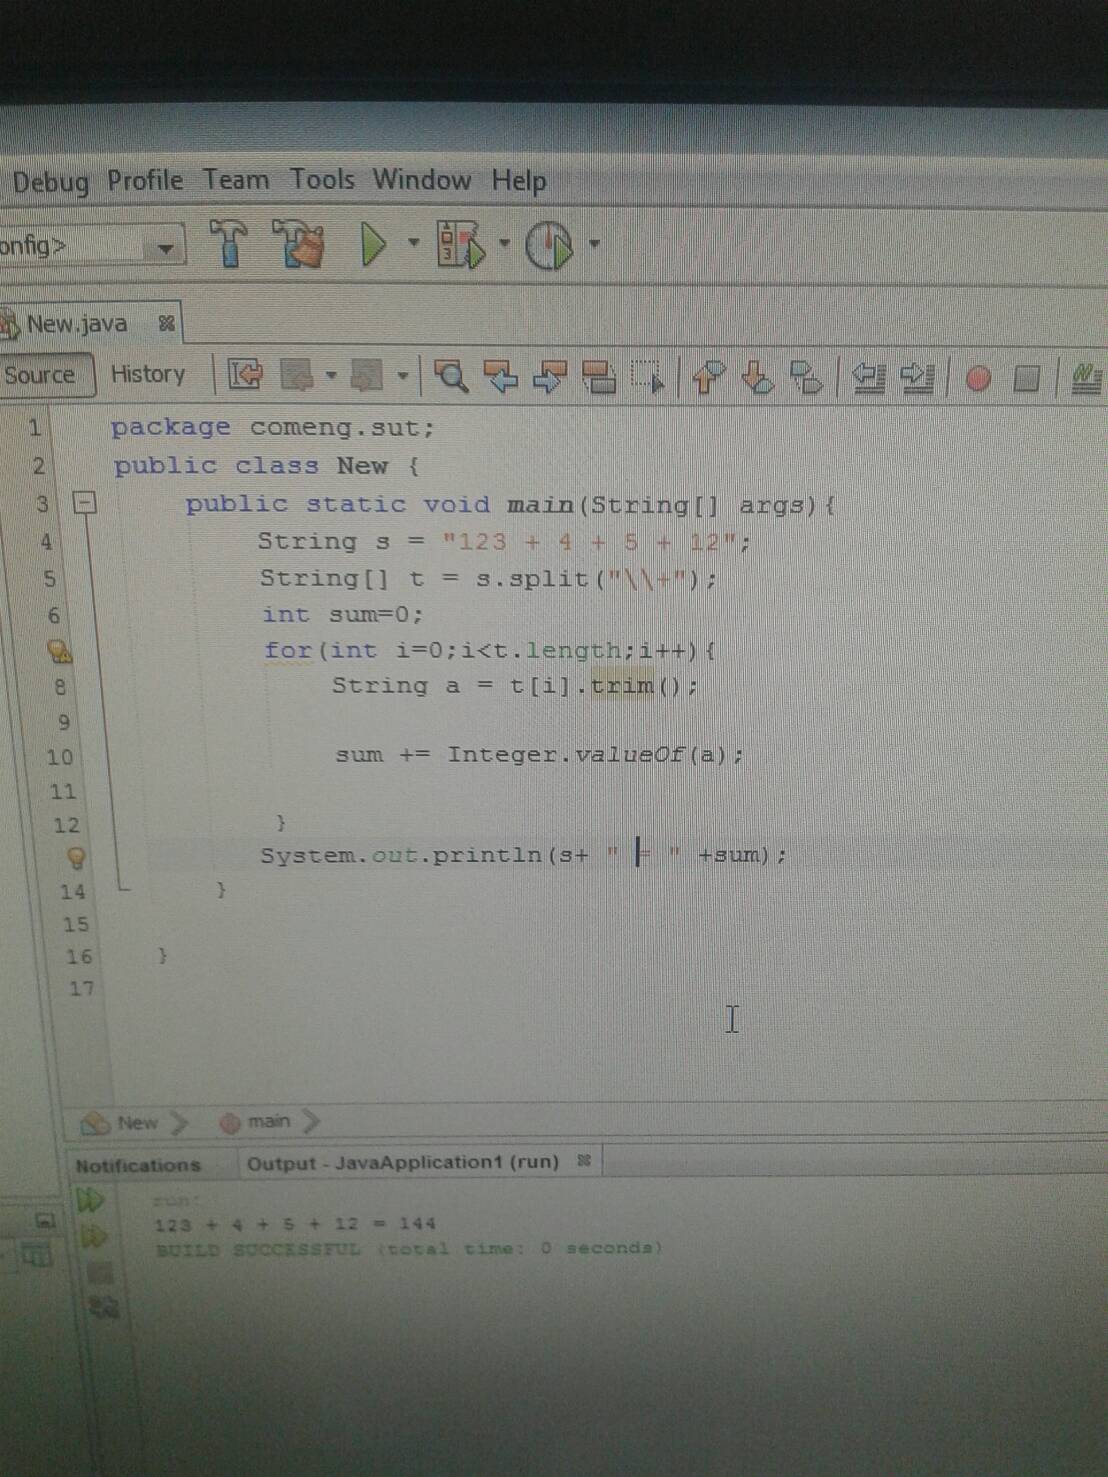 Debug Profile Team Tools Window Help
onfig>
New.java
Source History
1 package comeng.sut;
2 public class New {
3 public static void main(String[] args){
4 String s = "123 + 4 + 5 + 12";
5 String[] t = s.split("\\+");
6 int sum=0;
for(int i=0;i<t.length;i++){
8 String a = t[i].trim();
9
10 sum += Integer.valueOf(a);
11
12 }
System.out.println(s+ " = " +sum);
14 }
15
16 }
17
New main
Notifications Output - JavaApplication1 (run)
run:
123 + 4 + 5 + 12 = 144
BUILD SUCCESSFUL (total time: 0 seconds)